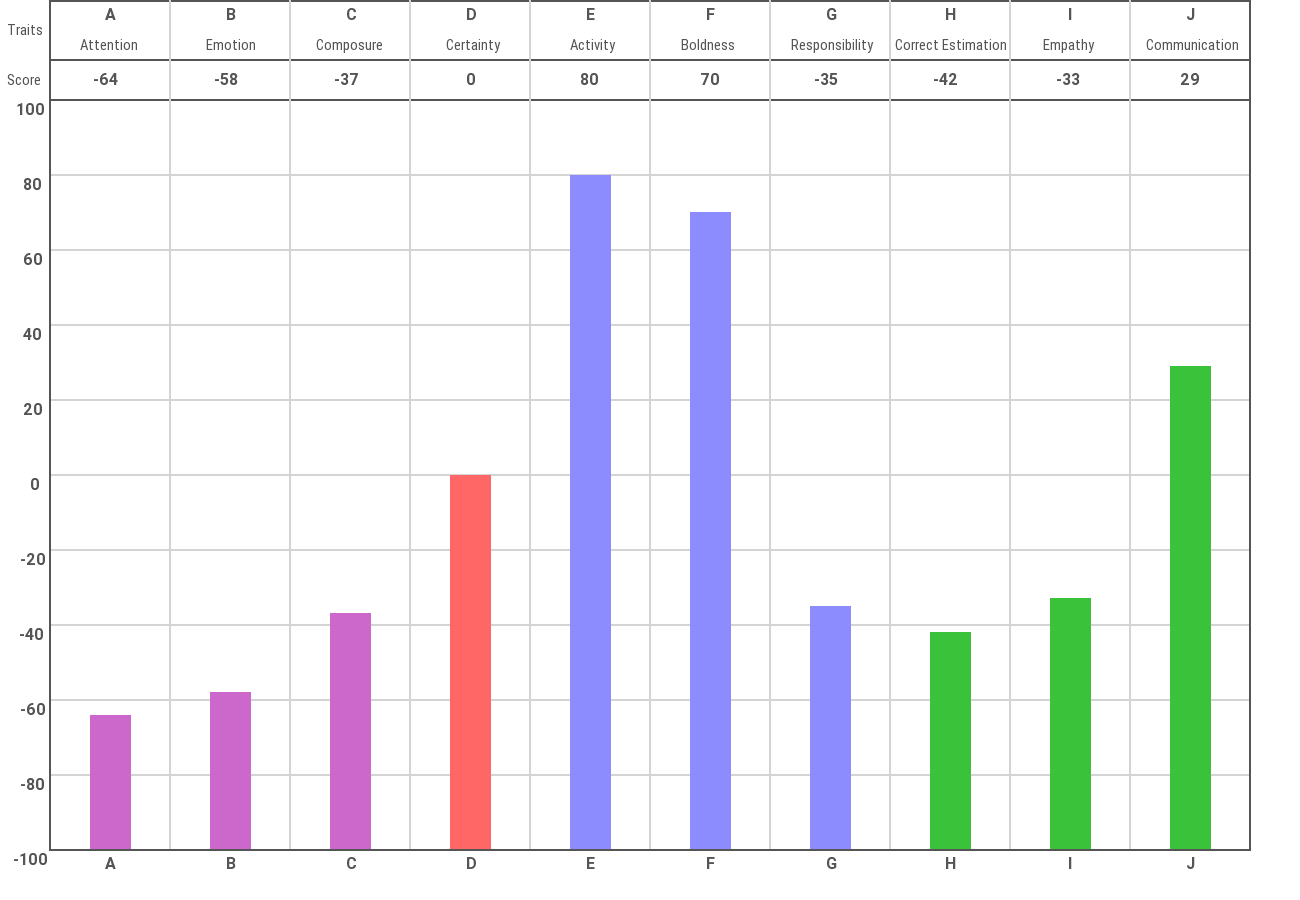 A B C D E F G H I J
Traits
Attention Emotion Composure Certainty Activity Boldness Responsibility Correct Estimation Empathy Communication
Score -64 -58 -37 0 80 70 -35 -42 -33 29
100
80
60
40
20
0
-20
-40
-60
-80
-100
A B C D E F G H I J